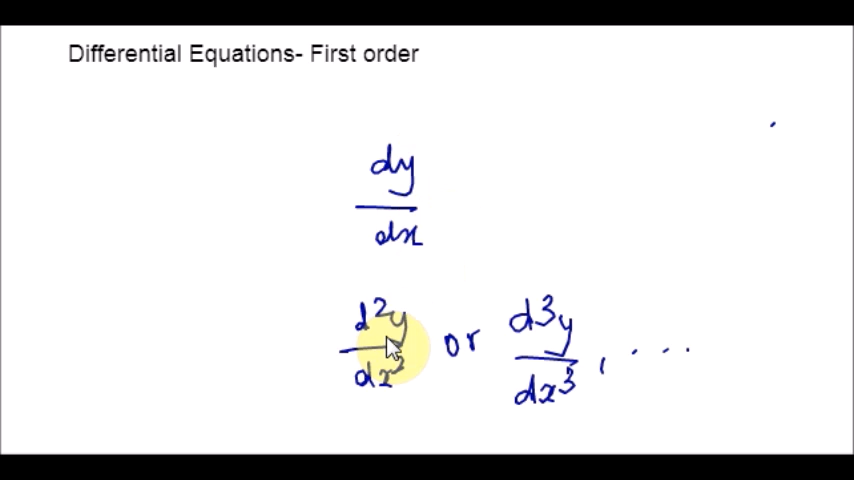 Differential Equations- First order
dy
dx
d²y or d³y
dx² dx³ , ...